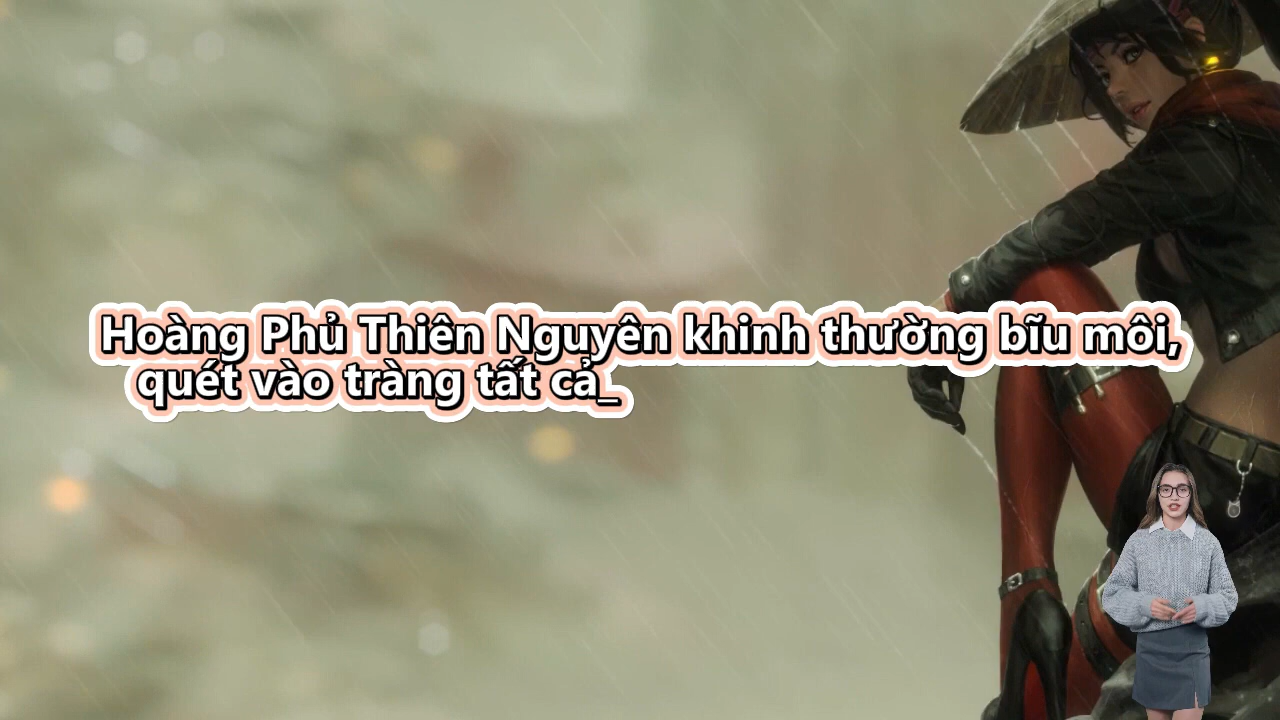 Hoàng Phủ Thiên Nguyên khinh thường bĩu môi,
quét vào tràng tất cả_